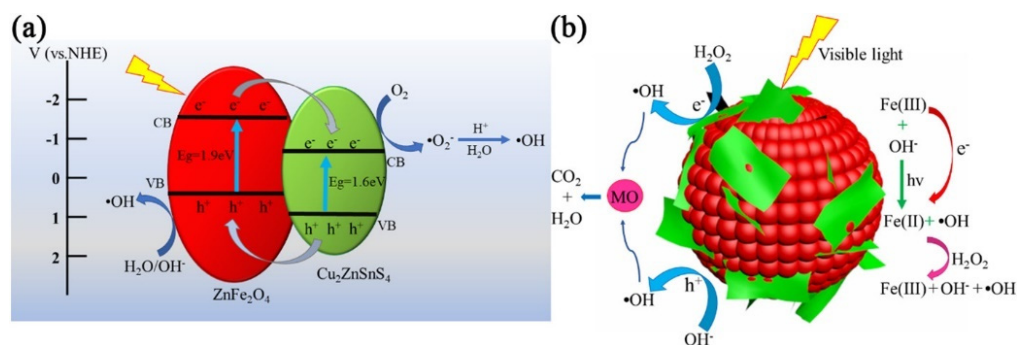 (a)
V (vs.NHE)
-2
-1
0
1
2
e⁻ e⁻ e⁻
CB
Eg=1.9eV
VB
h⁺ h⁺ h⁺
•OH
H₂O/OH⁻
ZnFe₂O₄
e⁻ e⁻ e⁻
CB
Eg=1.6eV
h⁺ h⁺ h⁺
VB
Cu₂ZnSnS₄
O₂
•O₂⁻
H⁺
H₂O
•OH
(b)
Visible light
H₂O₂
e⁻
•OH
CO₂
+
H₂O
MO
•OH
h⁺
OH⁻
Fe(III)
+
OH⁻
e⁻
hν
Fe(II)+ •OH
H₂O₂
Fe(III)+OH⁻+•OH